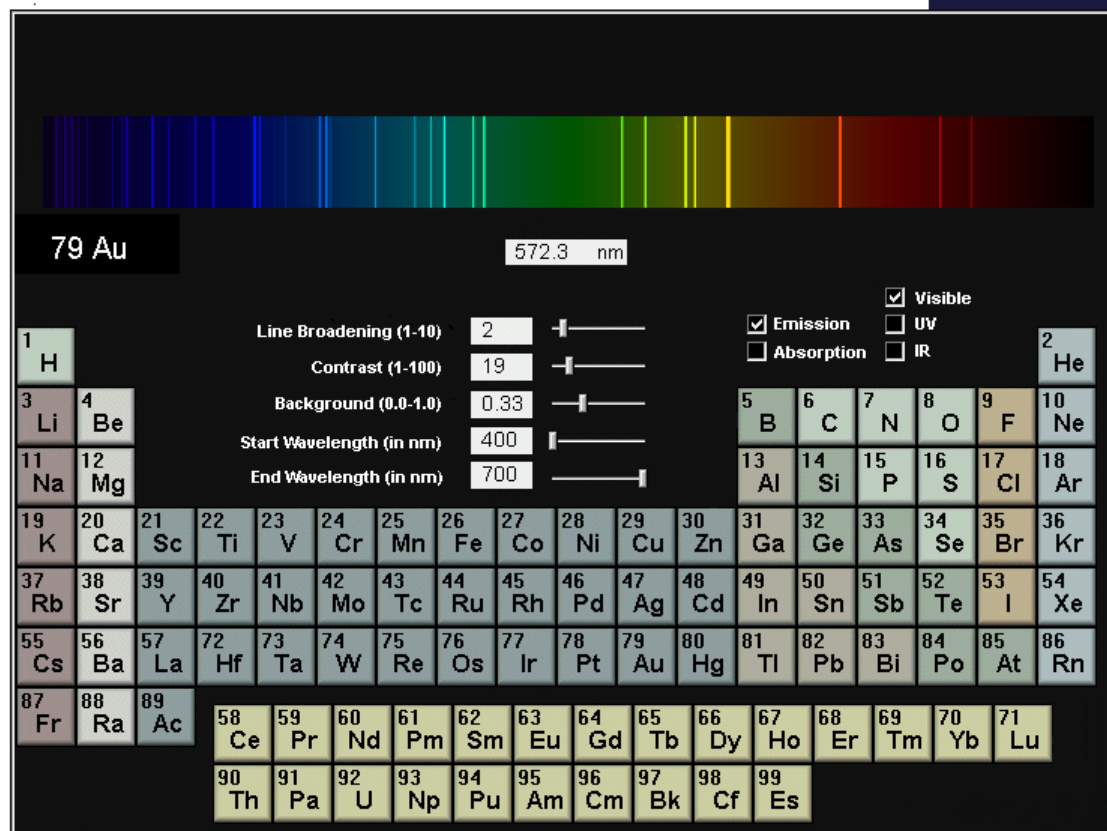 79 Au
572.3 nm
Line Broadening (1-10) 2
Contrast (1-100) 19
Background (0.0-1.0) 0.33
Start Wavelength (in nm) 400
End Wavelength (in nm) 700
Visible
Emission UV
Absorption IR
1 2
H He
3 4 5 6 7 8 9 10
Li Be B C N O F Ne
11 12 13 14 15 16 17 18
Na Mg Al Si P S Cl Ar
19 20 21 22 23 24 25 26 27 28 29 30 31 32 33 34 35 36
K Ca Sc Ti V Cr Mn Fe Co Ni Cu Zn Ga Ge As Se Br Kr
37 38 39 40 41 42 43 44 45 46 47 48 49 50 51 52 53 54
Rb Sr Y Zr Nb Mo Tc Ru Rh Pd Ag Cd In Sn Sb Te I Xe
55 56 57 72 73 74 75 76 77 78 79 80 81 82 83 84 85 86
Cs Ba La Hf Ta W Re Os Ir Pt Au Hg Tl Pb Bi Po At Rn
87 88 89
Fr Ra Ac
58 59 60 61 62 63 64 65 66 67 68 69 70 71
Ce Pr Nd Pm Sm Eu Gd Tb Dy Ho Er Tm Yb Lu
90 91 92 93 94 95 96 97 98 99
Th Pa U Np Pu Am Cm Bk Cf Es